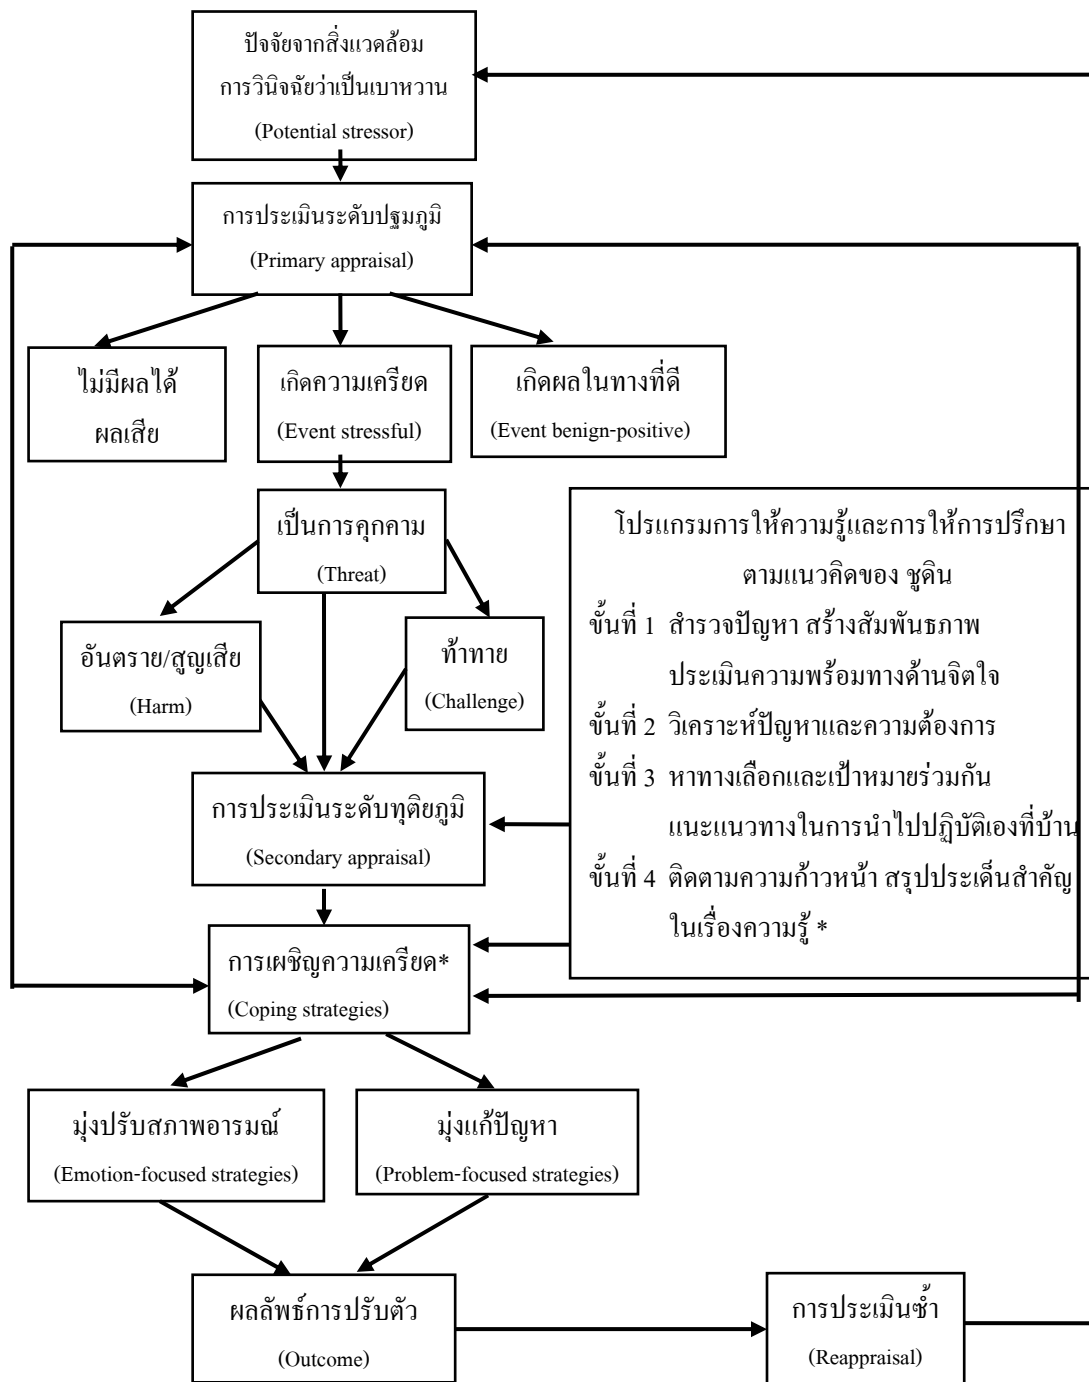 ปัจจัยจากสิ่งแวดล้อม
การวินิจฉัยว่าเป็นเบาหวาน
(Potential stressor)
การประเมินระดับปฐมภูมิ
(Primary appraisal)
ไม่มีผลได้
ผลเสีย
เกิดความเครียด
(Event stressful)
เกิดผลในทางที่ดี
(Event benign-positive)
เป็นการคุกคาม
(Threat)
อันตราย/สูญเสีย
(Harm)
ท้าทาย
(Challenge)
โปรแกรมการให้ความรู้และการให้การปรึกษา
ตามแนวคิดของ ชูดิน
ขั้นที่ 1 สำรวจปัญหา สร้างสัมพันธภาพ
ประเมินความพร้อมทางด้านจิตใจ
ขั้นที่ 2 วิเคราะห์ปัญหาและความต้องการ
ขั้นที่ 3 หาทางเลือกและเป้าหมายร่วมกัน
แนะแนวทางในการนำไปปฏิบัติเองที่บ้าน
ขั้นที่ 4 ติดตามความก้าวหน้า สรุปประเด็นสำคัญ
ในเรื่องความรู้ *
การประเมินระดับทุติยภูมิ
(Secondary appraisal)
การเผชิญความเครียด*
(Coping strategies)
มุ่งปรับสภาพอารมณ์
(Emotion-focused strategies)
มุ่งแก้ปัญหา
(Problem-focused strategies)
ผลลัพธ์การปรับตัว
(Outcome)
การประเมินซ้ำ
(Reappraisal)